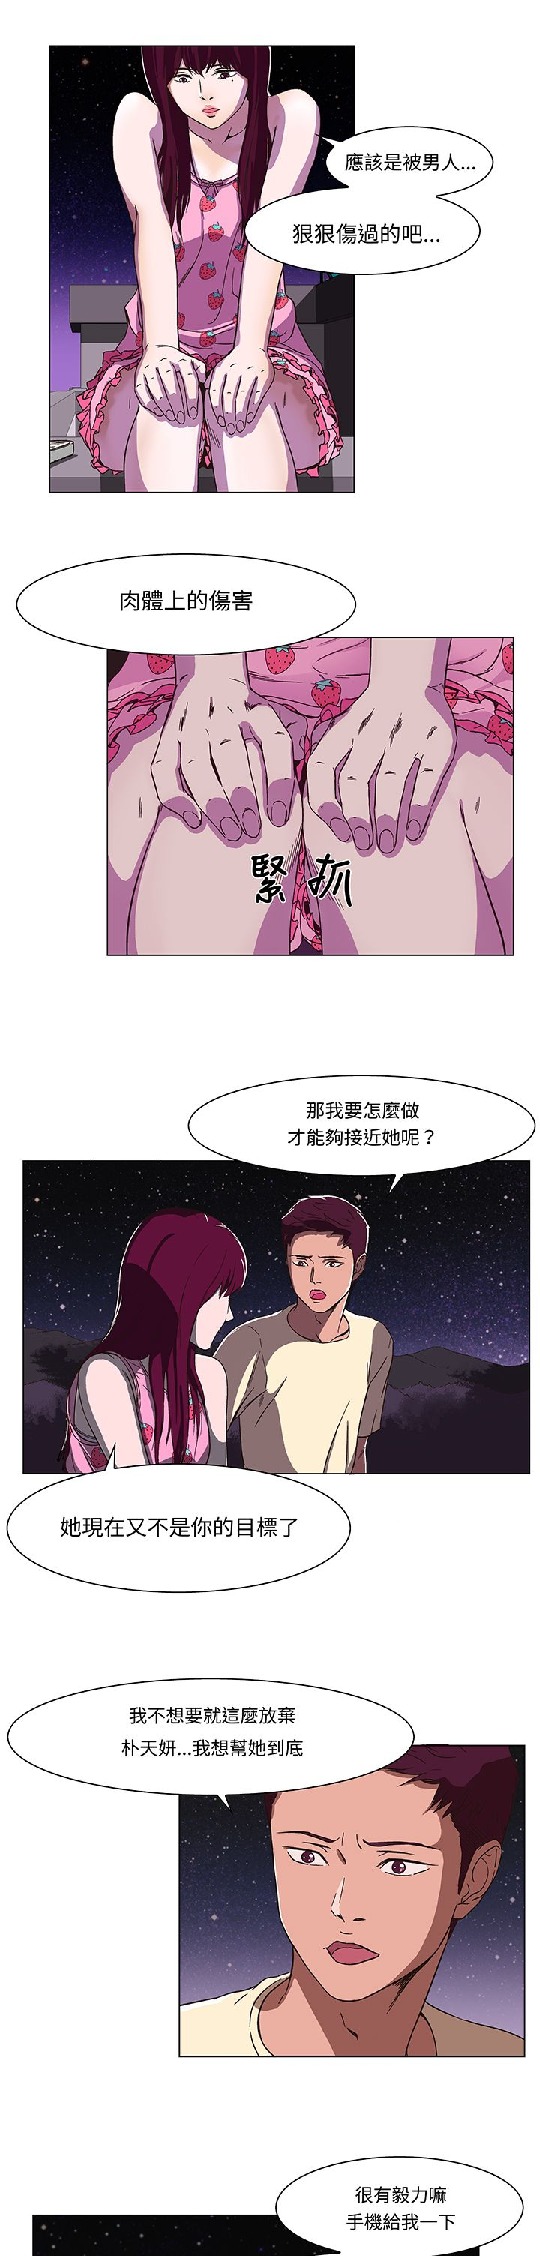 應該是被男人...
狠狠傷過的吧...
肉體上的傷害
緊抓
那我要怎麼做
才能夠接近她呢？
她現在又不是你的目標了
我不想要就這麼放棄
朴天妍...我想幫她到底
很有毅力嘛
手機給我一下